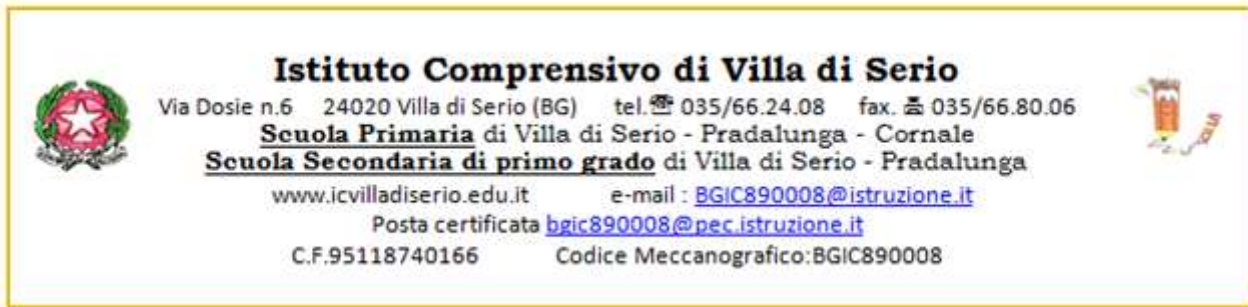 Istituto Comprensivo di Villa di Serio
Via Dosie n.6 24020 Villa di Serio (BG) tel.☎ 035/66.24.08 fax. 035/66.80.06
Scuola Primaria di Villa di Serio - Pradalunga - Cornale
Scuola Secondaria di primo grado di Villa di Serio - Pradalunga
www.icvilladiserio.edu.it e-mail : BGIC890008@istruzione.it
Posta certificata bgic890008@pec.istruzione.it
C.F.95118740166 Codice Meccanografico:BGIC890008